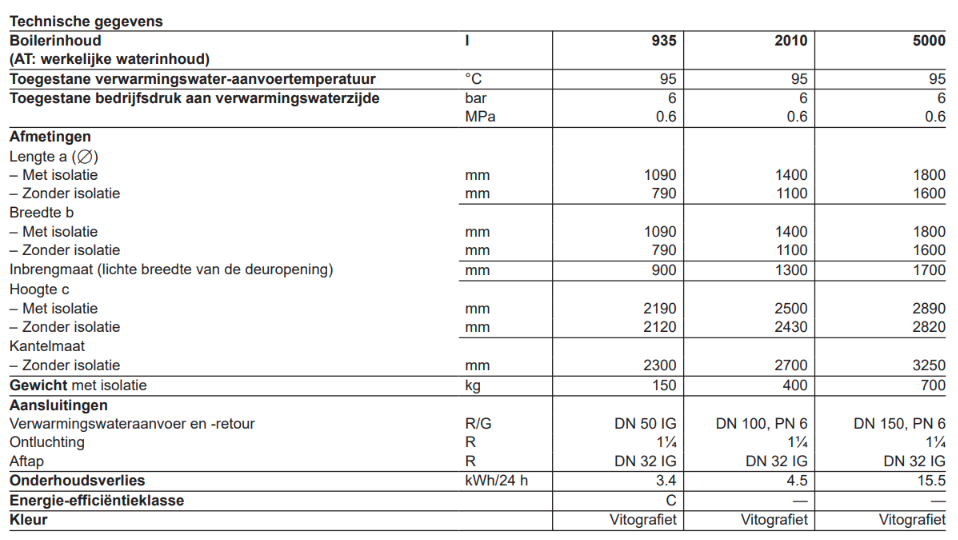 Technische gegevens
Boilerinhoud l 935 2010 5000
(AT: werkelijke waterinhoud)
Toegestane verwarmingswater-aanvoertemperatuur °C 95 95 95
Toegestane bedrijfsdruk aan verwarmingswaterzijde bar 6 6 6
MPa 0.6 0.6 0.6
Afmetingen
Lengte a (∅)
– Met isolatie mm 1090 1400 1800
– Zonder isolatie mm 790 1100 1600
Breedte b
– Met isolatie mm 1090 1400 1800
– Zonder isolatie mm 790 1100 1600
Inbrengmaat (lichte breedte van de deuropening) mm 900 1300 1700
Hoogte c
– Met isolatie mm 2190 2500 2890
– Zonder isolatie mm 2120 2430 2820
Kantelmaat
– Zonder isolatie mm 2300 2700 3250
Gewicht met isolatie kg 150 400 700
Aansluitingen
Verwarmingswateraanvoer en -retour R/G DN 50 IG DN 100, PN 6 DN 150, PN 6
Ontluchting R 1¼ 1¼ 1¼
Aftap R DN 32 IG DN 32 IG DN 32 IG
Onderhoudsverlies kWh/24 h 3.4 4.5 15.5
Energie-efficiëntieklasse C — —
Kleur Vitografiet Vitografiet Vitografiet